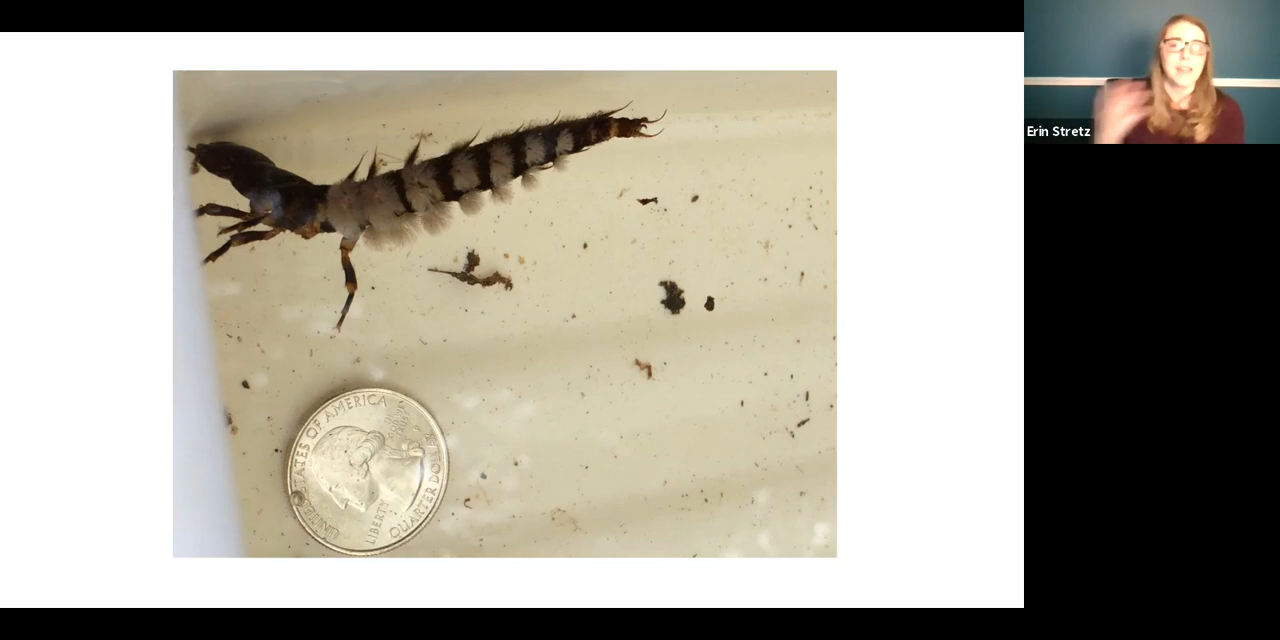 UNITED STATES OF AMERICA
LIBERTY
QUARTER DOLLAR
Erin Stretz